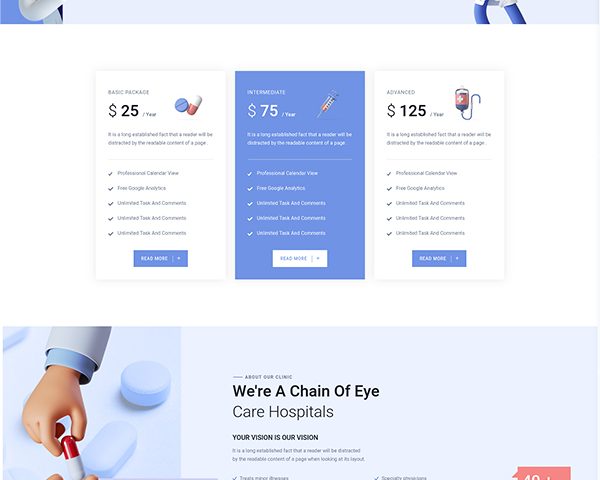 BASIC PACKAGE
$ 25 / Year
It is a long established fact that a reader will be
distracted by the readable content of a page .
Professional Calendar View
Free Google Analytics
Unlimited Task And Comments
Unlimited Task And Comments
Unlimited Task And Comments
READ MORE | +
INTERMEDIATE
$ 75 / Year
It is a long established fact that a reader will be
distracted by the readable content of a page .
Professional Calendar View
Free Google Analytics
Unlimited Task And Comments
Unlimited Task And Comments
Unlimited Task And Comments
READ MORE | +
ADVANCED
$ 125 / Year
It is a long established fact that a reader will be
distracted by the readable content of a page .
Professional Calendar View
Free Google Analytics
Unlimited Task And Comments
Unlimited Task And Comments
Unlimited Task And Comments
READ MORE | +
ABOUT OUR CLINIC
We're A Chain Of Eye
Care Hospitals
YOUR VISION IS OUR VISION
It is a long established fact that a reader will be distracted
by the readable content of a page when looking at its layout.
Treats minor illnesses
Specialty physicians